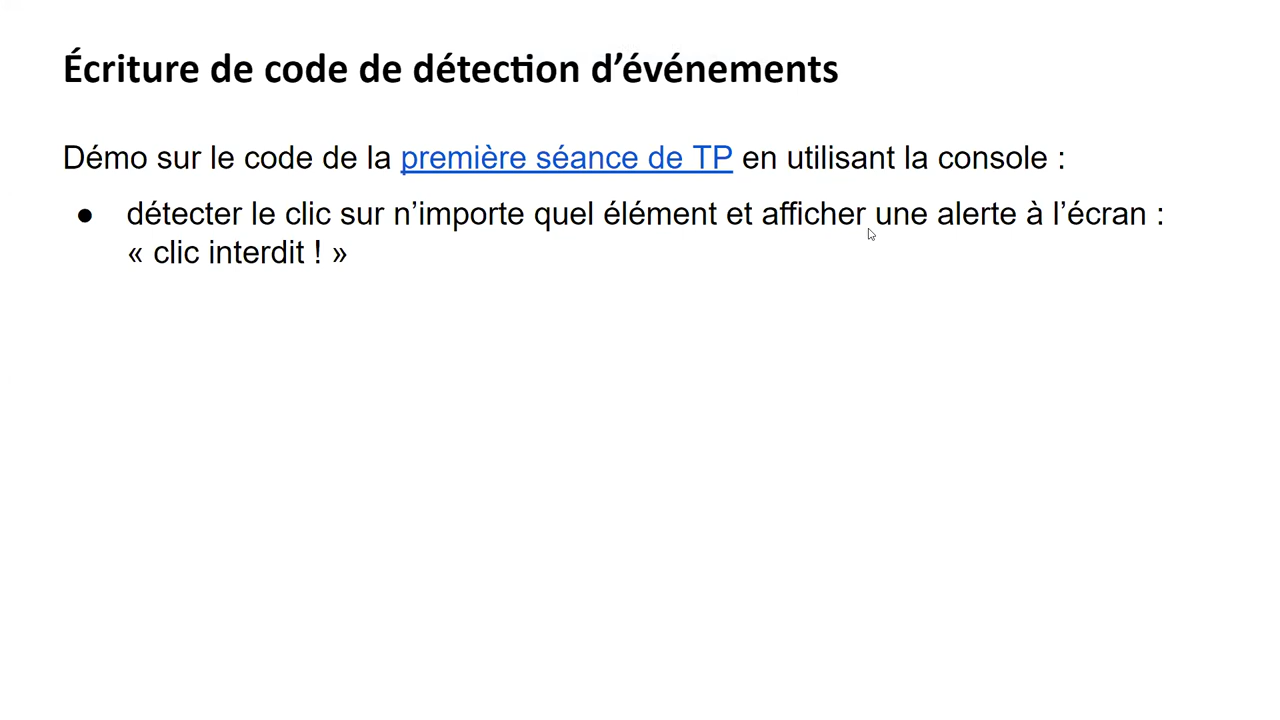 Écriture de code de détection d’événements
Démo sur le code de la première séance de TP en utilisant la console :
● détecter le clic sur n’importe quel élément et afficher une alerte à l’écran :
« clic interdit ! »